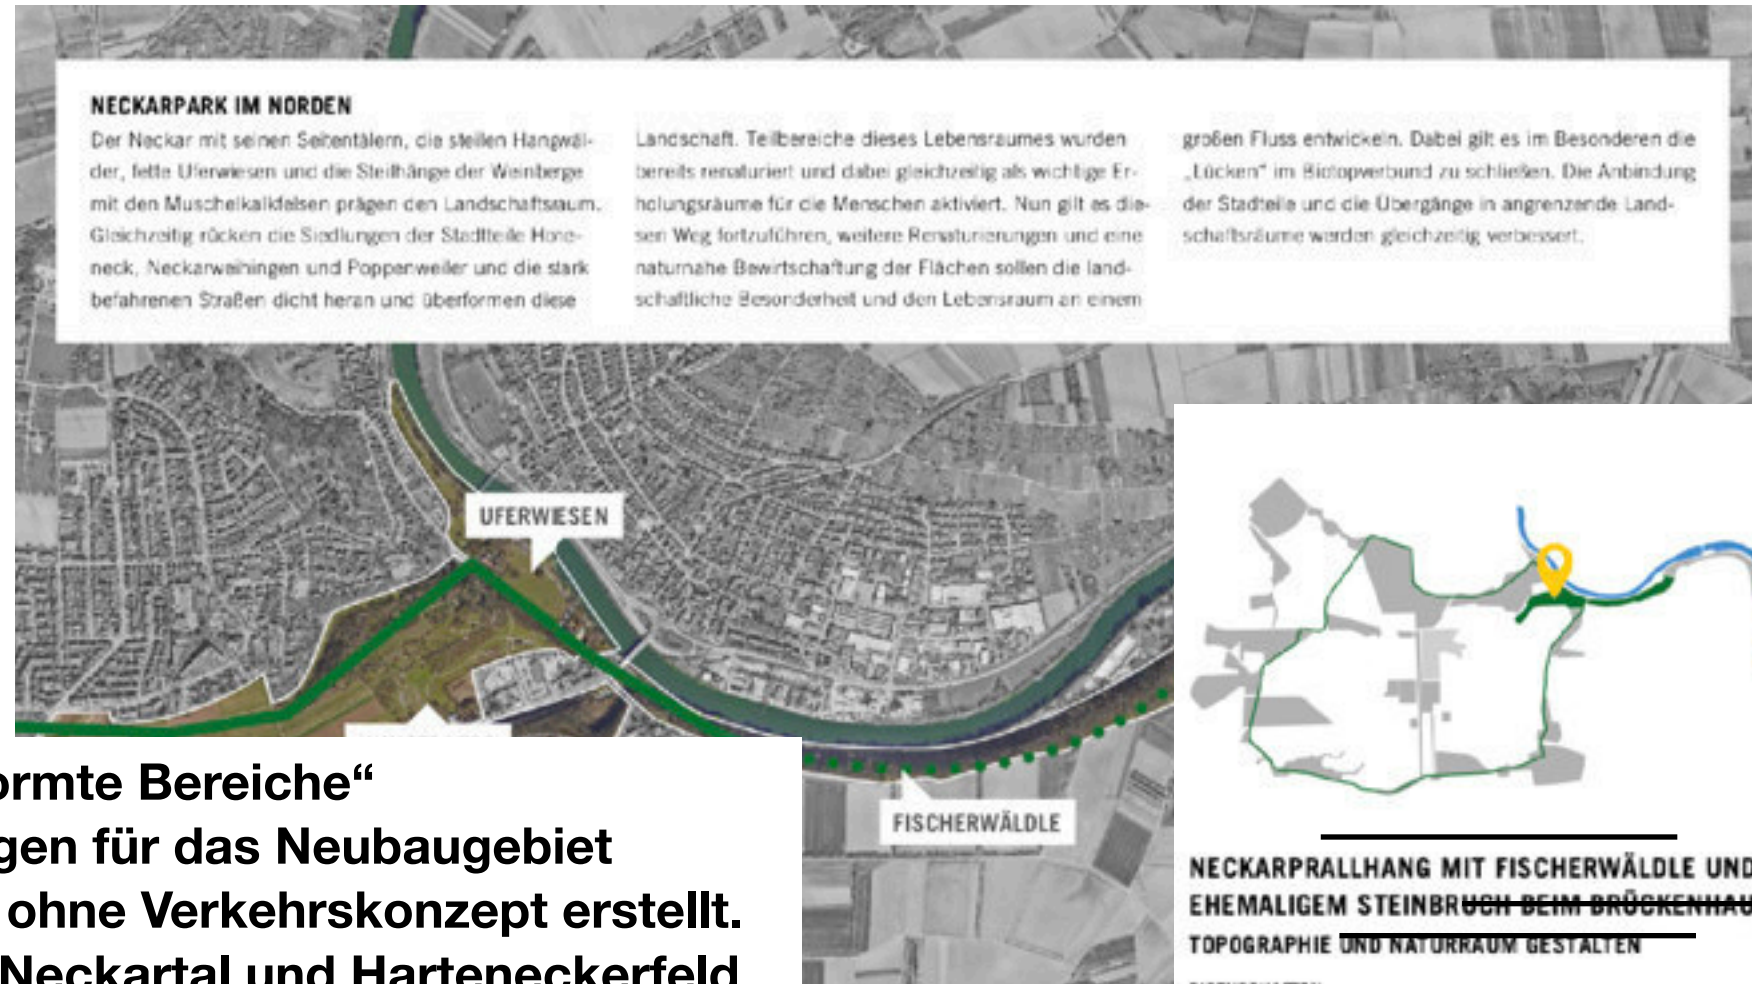 NECKARPARK IM NORDEN
Der Neckar mit seinen Seitentälern, die steilen Hangwäl-
der, fette Uferwiesen und die Steilhänge der Weinberge
mit den Muschelkalkfelsen prägen den Landschaftsraum.
Gleichzeitig rücken die Siedlungen der Stadtteile Hohe-
neck, Neckarweihingen und Poppenweiler und die stark
befahrenen Straßen dicht heran und überformen diese
Landschaft. Teilbereiche dieses Lebensraumes wurden
bereits renaturiert und dabei gleichzeitig als wichtige Er-
holungsräume für die Menschen aktiviert. Nun gilt es die-
sen Weg fortzuführen, weitere Renaturierungen und eine
naturnahe Bewirtschaftung der Flächen sollen die land-
schaftliche Besonderheit und den Lebensraum an einem
großen Fluss entwickeln. Dabei gilt es im Besonderen die
„Lücken“ im Biotopverbund zu schließen. Die Anbindung
der Stadteile und die Übergänge in angrenzende Land-
schaftsräume werden gleichzeitig verbessert.
UFERWIESEN
FISCHERWÄLDLE
ormte Bereiche“
gen für das Neubaugebiet
ohne Verkehrskonzept erstellt.
Neckartal und Harteneckerfeld
NECKARPRALLHANG MIT FISCHERWÄLDLE UND
EHEMALIGEM STEINBRUCH BEIM BRÜCKENHAU
TOPOGRAPHIE UND NATURRAUM GESTALTEN